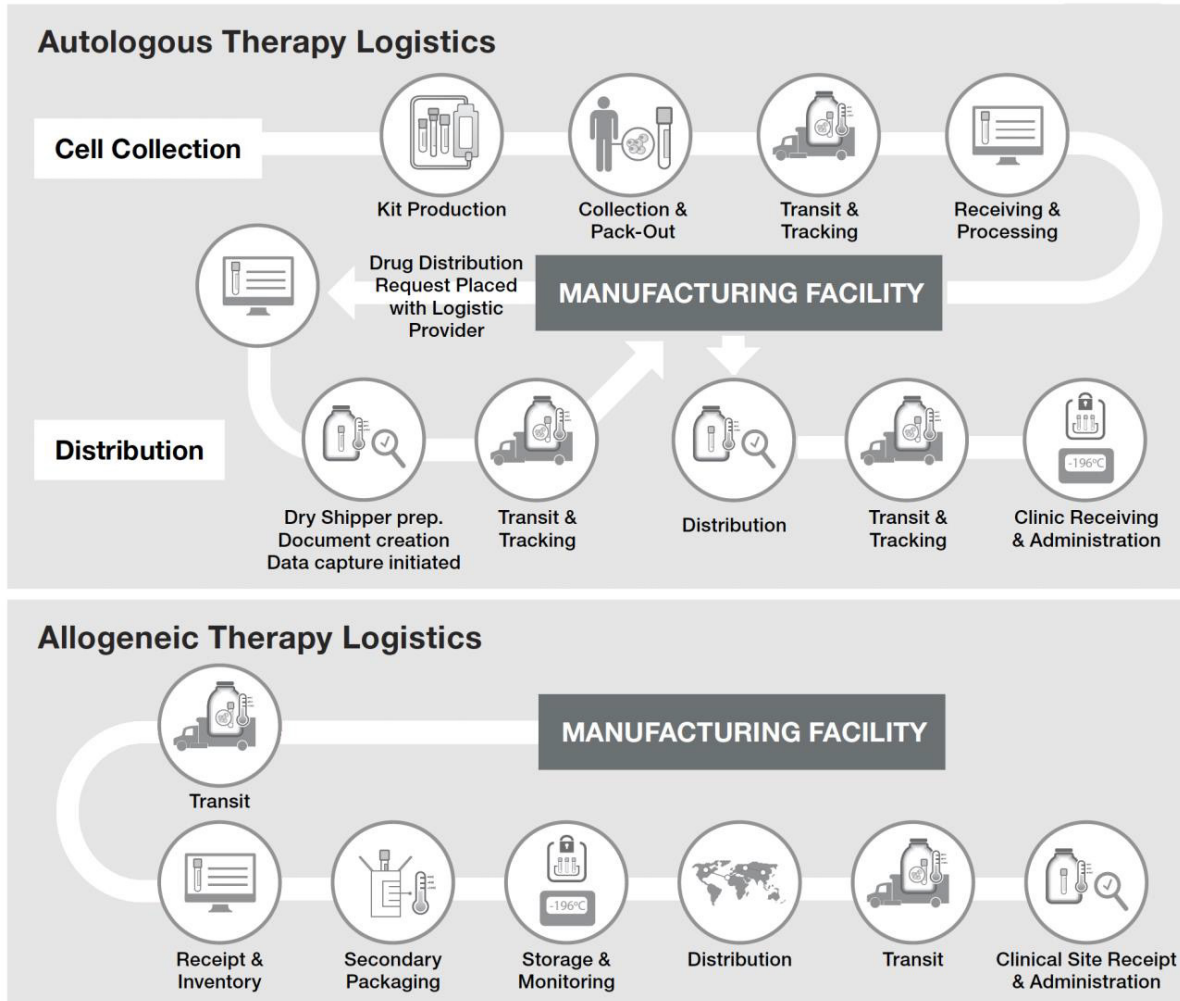 Autologous Therapy Logistics
Cell Collection
Kit Production
Collection &
Pack-Out
Transit &
Tracking
Receiving &
Processing
Drug Distribution
Request Placed
with Logistic
Provider
MANUFACTURING FACILITY
Distribution
Dry Shipper prep.
Document creation
Data capture initiated
Transit &
Tracking
Distribution
Transit &
Tracking
-196ºC
Clinic Receiving
& Administration
Allogeneic Therapy Logistics
MANUFACTURING FACILITY
Transit
Receipt &
Inventory
Secondary
Packaging
-196ºC
Storage &
Monitoring
Distribution
Transit
Clinical Site Receipt
& Administration